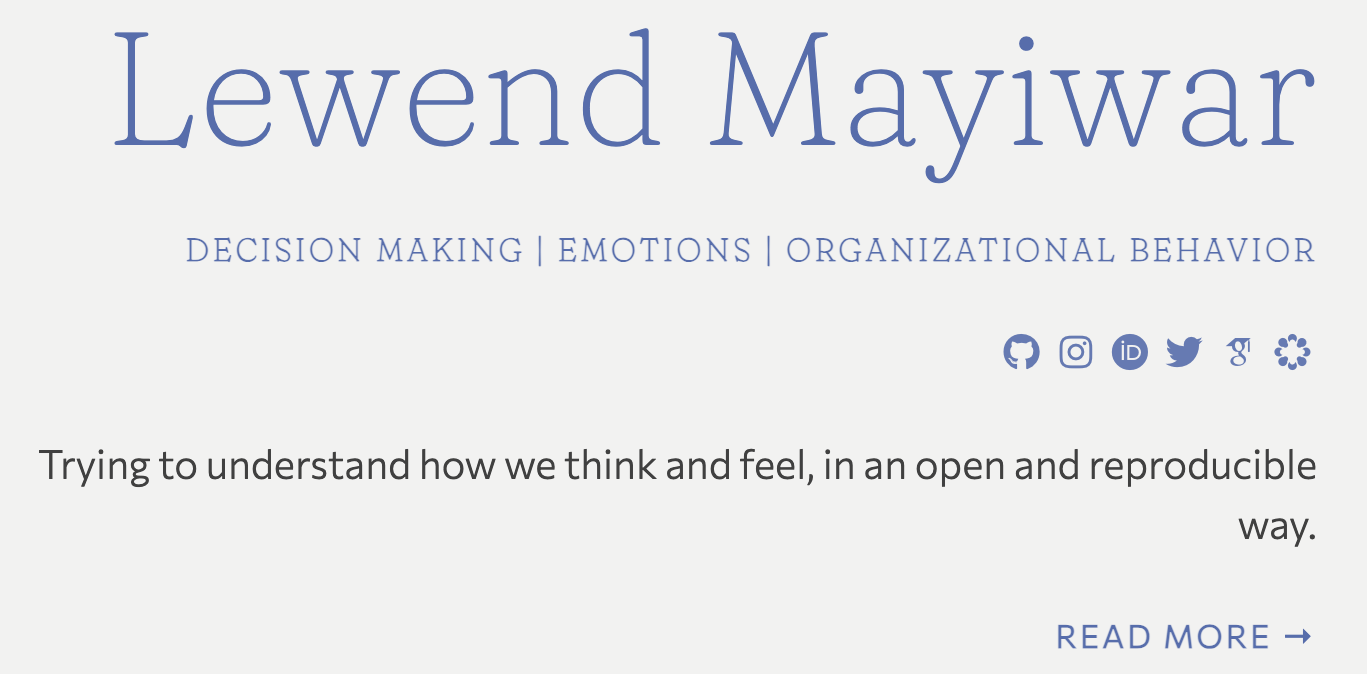 Lewend Mayiwar
DECISION MAKING | EMOTIONS | ORGANIZATIONAL BEHAVIOR
iD
Trying to understand how we think and feel, in an open and reproducible
way.
READ MORE →